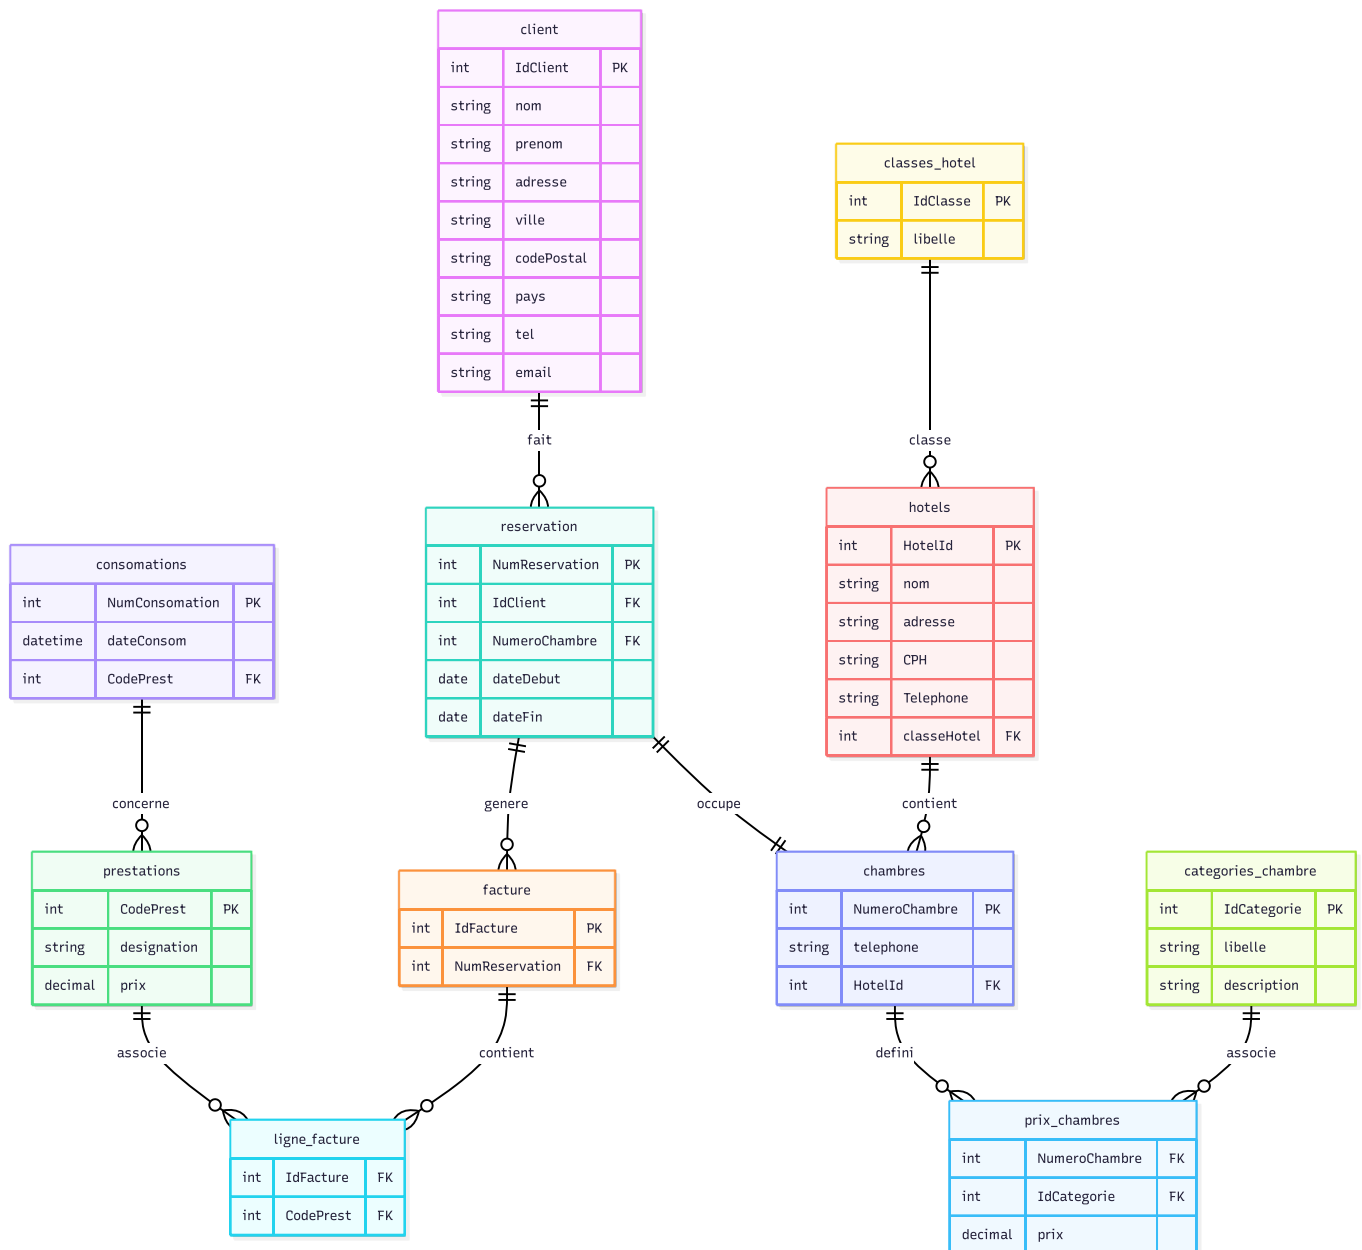 client
int IdClient PK
string nom
string prenom
string adresse
string ville
string codePostal
string pays
string tel
string email
classes_hotel
int IdClasse PK
string libelle
fait
classe
reservation
int NumReservation PK
int IdClient FK
int NumeroChambre FK
date dateDebut
date dateFin
hotels
int HotelId PK
string nom
string adresse
string CPH
string Telephone
int classeHotel FK
consomations
int NumConsomation PK
datetime dateConsom
int CodePrest FK
concerne
genere
occupe
contient
prestations
int CodePrest PK
string designation
decimal prix
facture
int IdFacture PK
int NumReservation FK
chambres
int NumeroChambre PK
string telephone
int HotelId FK
categories_chambre
int IdCategorie PK
string libelle
string description
associe
contient
defini
associe
ligne_facture
int IdFacture FK
int CodePrest FK
prix_chambres
int NumeroChambre FK
int IdCategorie FK
decimal prix